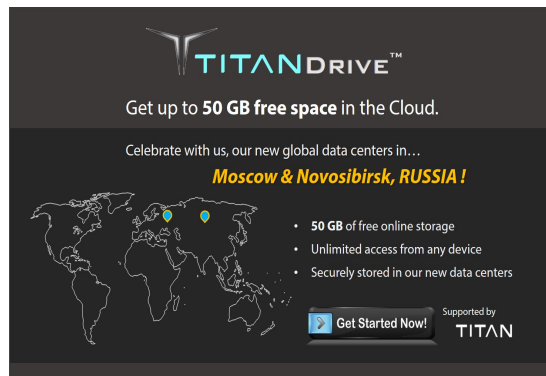 TITANDRIVE™
Get up to 50 GB free space in the Cloud.
Celebrate with us, our new global data centers in…
Moscow & Novosibirsk, RUSSIA !
• 50 GB of free online storage
• Unlimited access from any device
• Securely stored in our new data centers
Get Started Now!
Supported by
TITAN